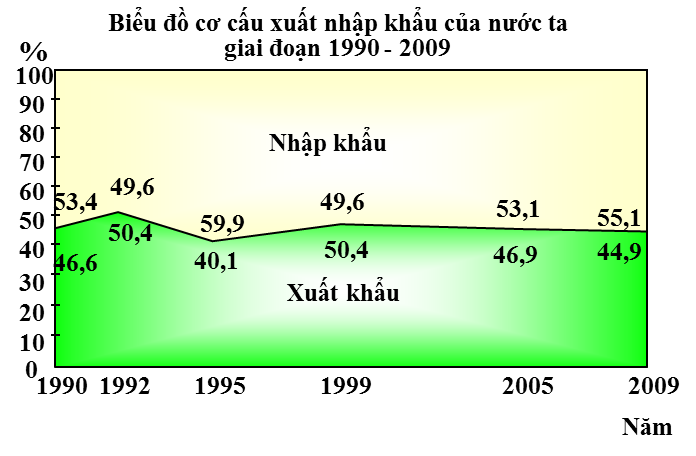 Biểu đồ cơ cấu xuất nhập khẩu của nước ta
giai đoạn 1990 - 2009
%
100
90
80
70
60
50
40
30
20
10
0
Nhập khẩu
53,4 49,6 59,9 49,6 53,1 55,1
46,6 50,4 40,1 50,4 46,9 44,9
Xuất khẩu
1990 1992 1995 1999 2005 2009
Năm